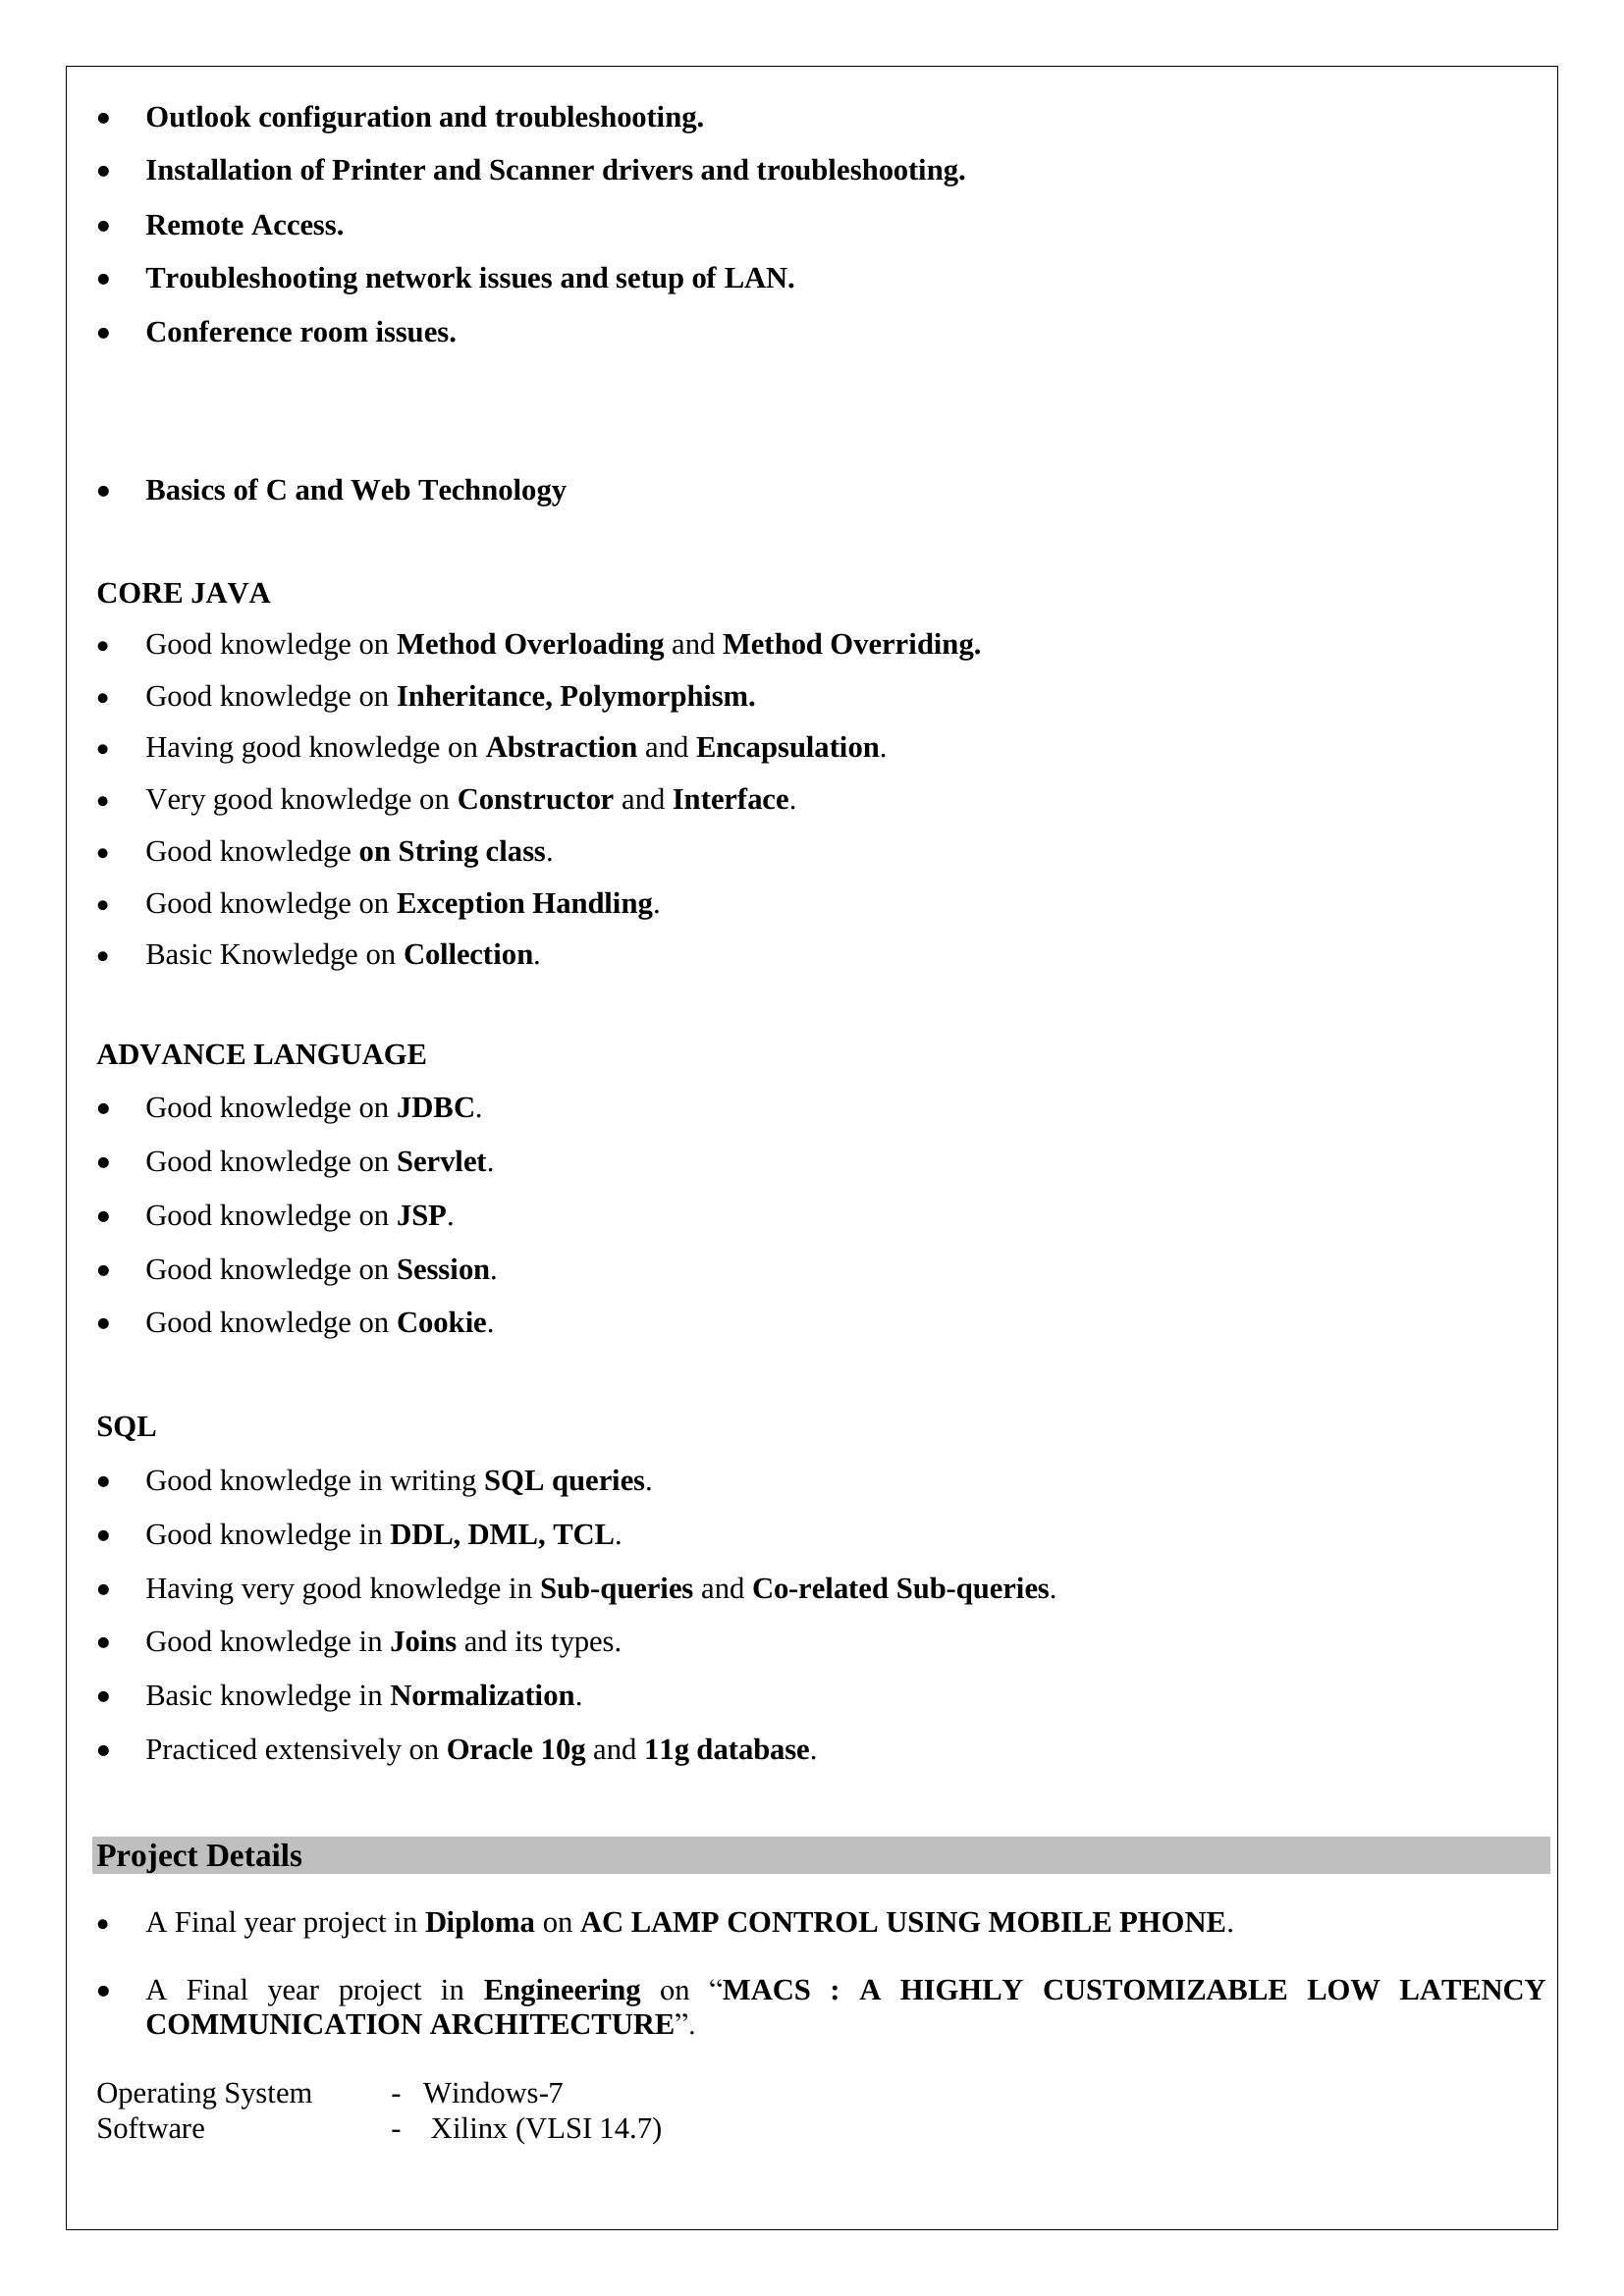 • Outlook configuration and troubleshooting.
• Installation of Printer and Scanner drivers and troubleshooting.
• Remote Access.
• Troubleshooting network issues and setup of LAN.
• Conference room issues.
• Basics of C and Web Technology
CORE JAVA
• Good knowledge on Method Overloading and Method Overriding.
• Good knowledge on Inheritance, Polymorphism.
• Having good knowledge on Abstraction and Encapsulation.
• Very good knowledge on Constructor and Interface.
• Good knowledge on String class.
• Good knowledge on Exception Handling.
• Basic Knowledge on Collection.
ADVANCE LANGUAGE
• Good knowledge on JDBC.
• Good knowledge on Servlet.
• Good knowledge on JSP.
• Good knowledge on Session.
• Good knowledge on Cookie.
SQL
• Good knowledge in writing SQL queries.
• Good knowledge in DDL, DML, TCL.
• Having very good knowledge in Sub-queries and Co-related Sub-queries.
• Good knowledge in Joins and its types.
• Basic knowledge in Normalization.
• Practiced extensively on Oracle 10g and 11g database.
Project Details
• A Final year project in Diploma on AC LAMP CONTROL USING MOBILE PHONE.
• A Final year project in Engineering on “MACS : A HIGHLY CUSTOMIZABLE LOW LATENCY
COMMUNICATION ARCHITECTURE”.
Operating System - Windows-7
Software - Xilinx (VLSI 14.7)